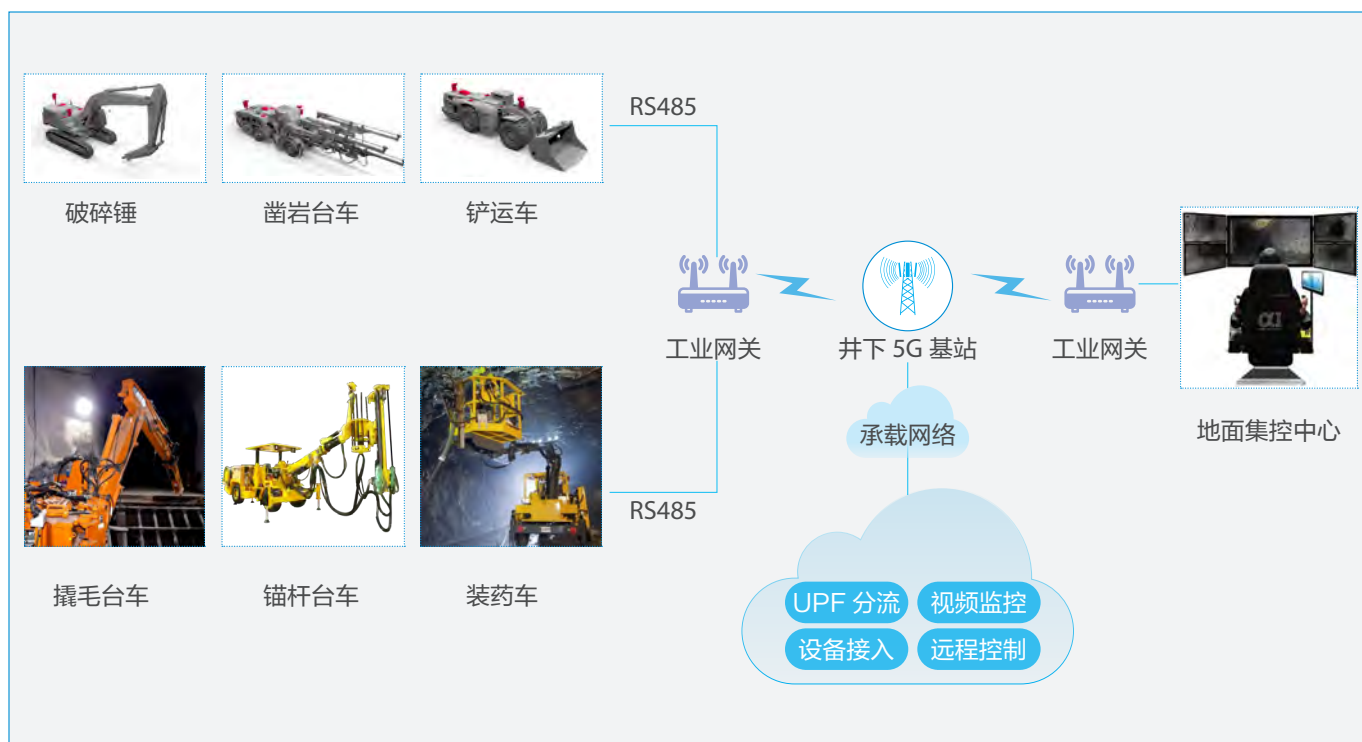 RS485
破碎锤
凿岩台车
铲运车
工业网关
井下 5G 基站
工业网关
承载网络
地面集控中心
RS485
撬毛台车
锚杆台车
装药车
UPF 分流
视频监控
设备接入
远程控制